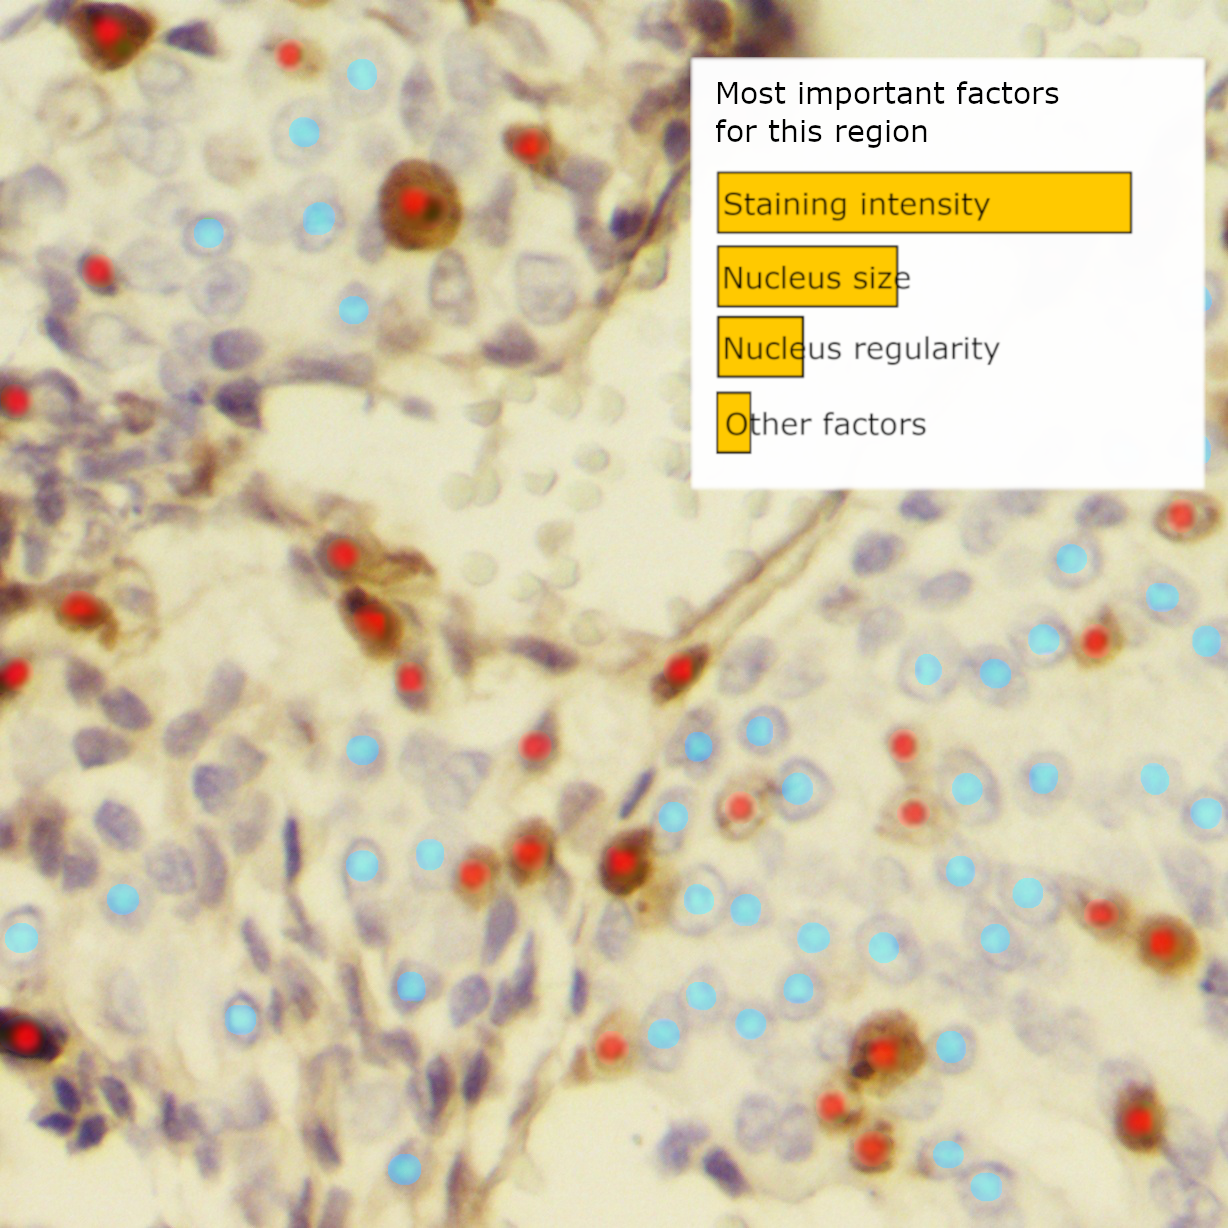 Most important factors
for this region
Staining intensity
Nucleus size
Nucleus regularity
Other factors